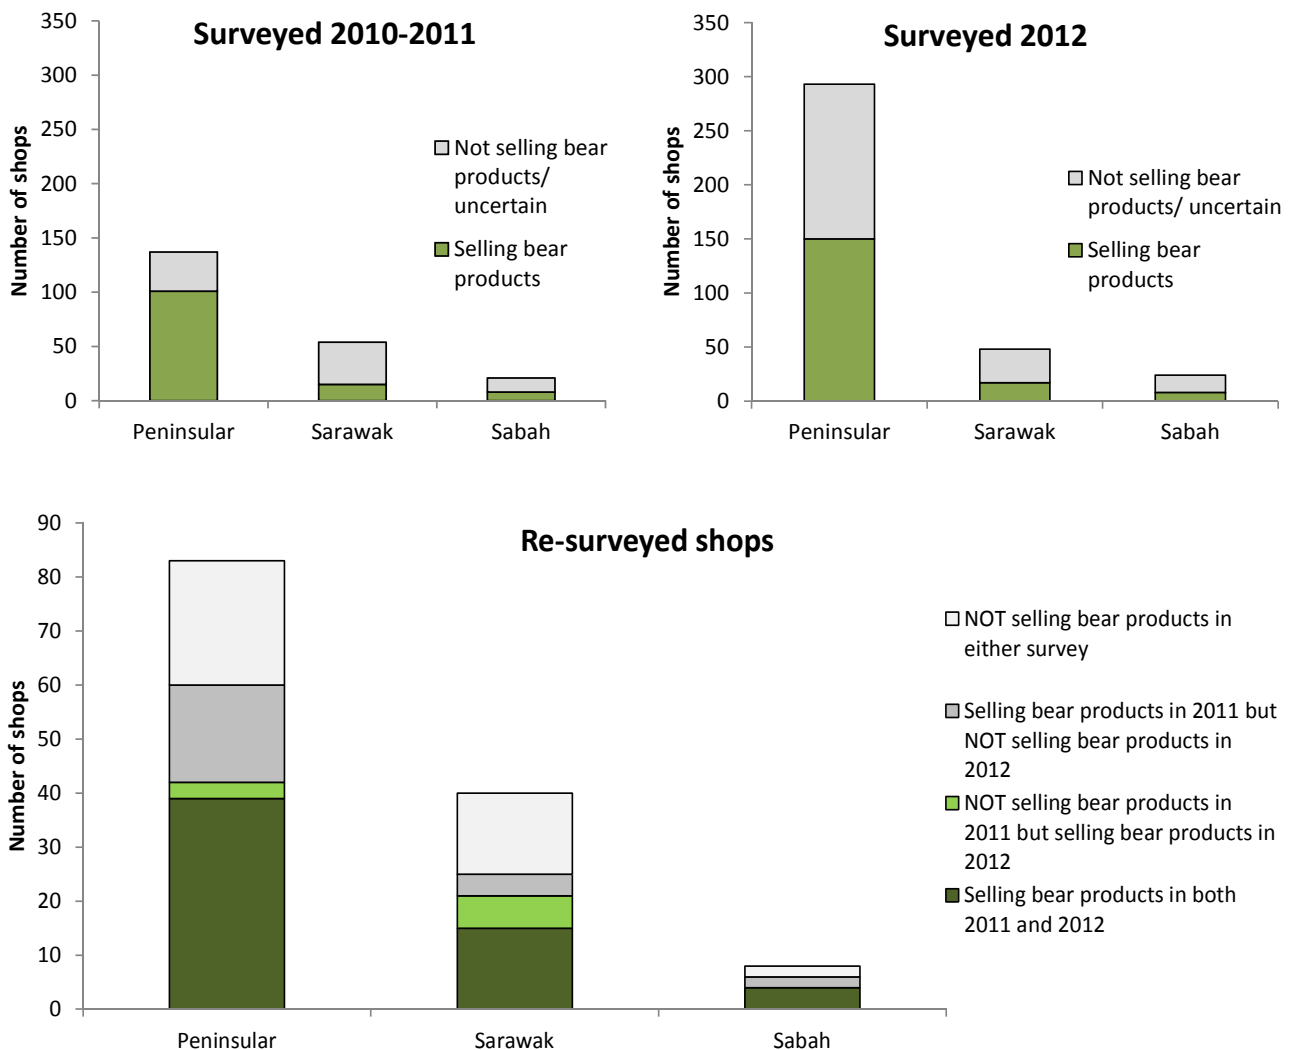 Surveyed 2010-2011
Number of shops
350
300
250
200
150
100
50
0
Peninsular
Sarawak
Sabah
Not selling bear
products/
uncertain
Selling bear
products
Surveyed 2012
Number of shops
350
300
250
200
150
100
50
0
Peninsular
Sarawak
Sabah
Not selling bear
products/ uncertain
Selling bear
products
Re-surveyed shops
Number of shops
90
80
70
60
50
40
30
20
10
0
Peninsular
Sarawak
Sabah
NOT selling bear products in
either survey
Selling bear products in 2011 but
NOT selling bear products in
2012
NOT selling bear products in
2011 but selling bear products in
2012
Selling bear products in both
2011 and 2012